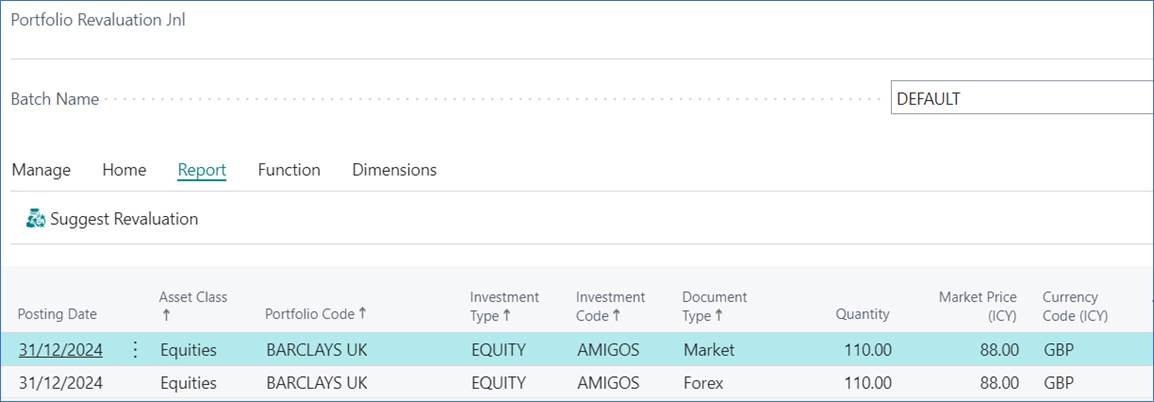 Portfolio Revaluation Jnl
Batch Name DEFAULT
Manage Home Report Function Dimensions
Suggest Revaluation
Posting Date Asset Class ↑ Portfolio Code ↑ Investment Type ↑ Investment Code ↑ Document Type ↑ Quantity Market Price (ICY) Currency Code (ICY)
31/12/2024 Equities BARCLAYS UK EQUITY AMIGOS Market 110.00 88.00 GBP
31/12/2024 Equities BARCLAYS UK EQUITY AMIGOS Forex 110.00 88.00 GBP